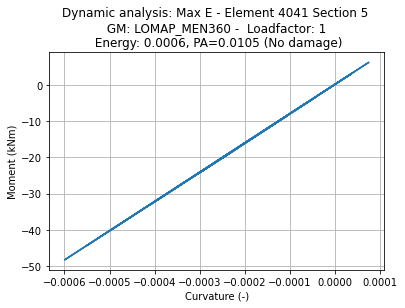 Dynamic analysis: Max E - Element 4041 Section 5
GM: LOMAP_MEN360 - Loadfactor: 1
Energy: 0.0006, PA=0.0105 (No damage)
0
−10
−20
−30
−40
−50
Moment (kNm)
−0.0006 −0.0005 −0.0004 −0.0003 −0.0002 −0.0001 0.0000 0.0001
Curvature (-)